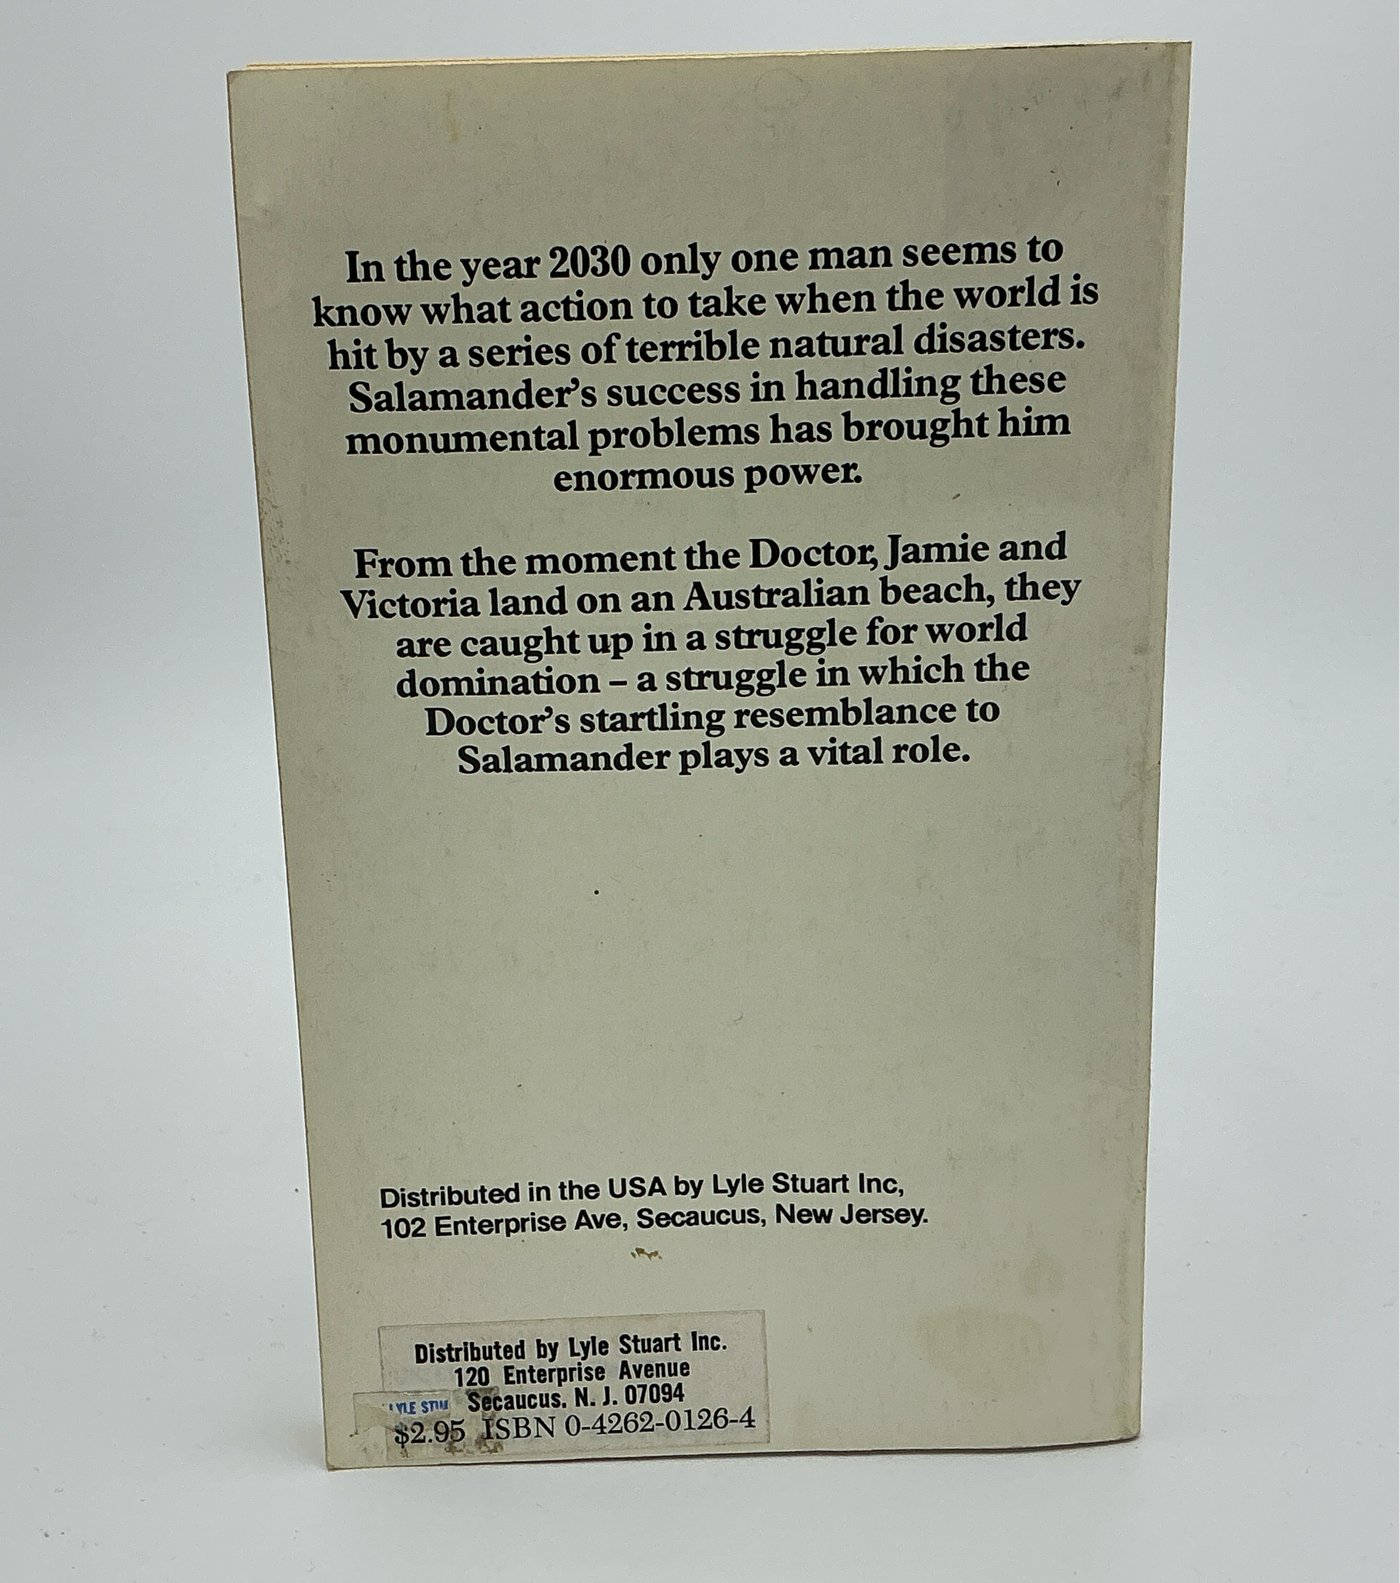 In the year 2030 only one man seems to
know what action to take when the world is
hit by a series of terrible natural disasters.
Salamander's success in handling these
monumental problems has brought him
enormous power.
From the moment the Doctor, Jamie and
Victoria land on an Australian beach, they
are caught up in a struggle for world
domination – a struggle in which the
Doctor's startling resemblance to
Salamander plays a vital role.
Distributed in the USA by Lyle Stuart Inc,
102 Enterprise Ave, Secaucus, New Jersey.
Distributed by Lyle Stuart Inc.
120 Enterprise Avenue
Secaucus. N. J. 07094
$2.95 ISBN 0-4262-0126-4